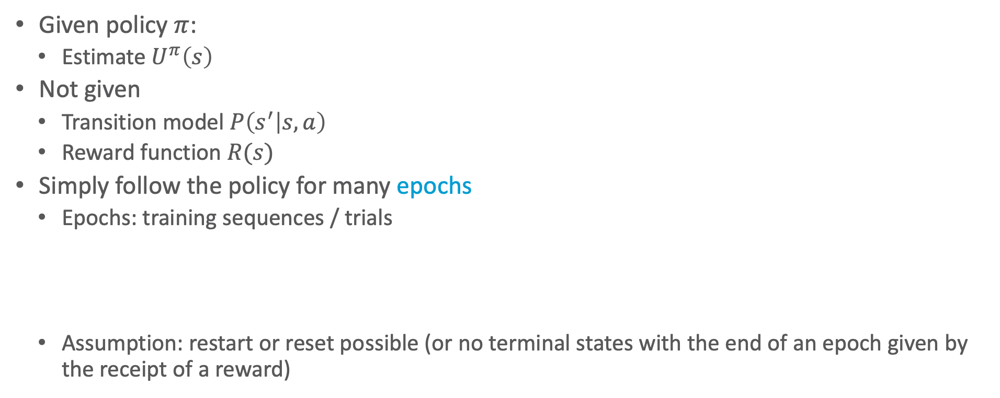 • Given policy π:
• Estimate U^π(s)
• Not given
• Transition model P(s′|s, a)
• Reward function R(s)
• Simply follow the policy for many epochs
• Epochs: training sequences / trials
• Assumption: restart or reset possible (or no terminal states with the end of an epoch given by
the receipt of a reward)